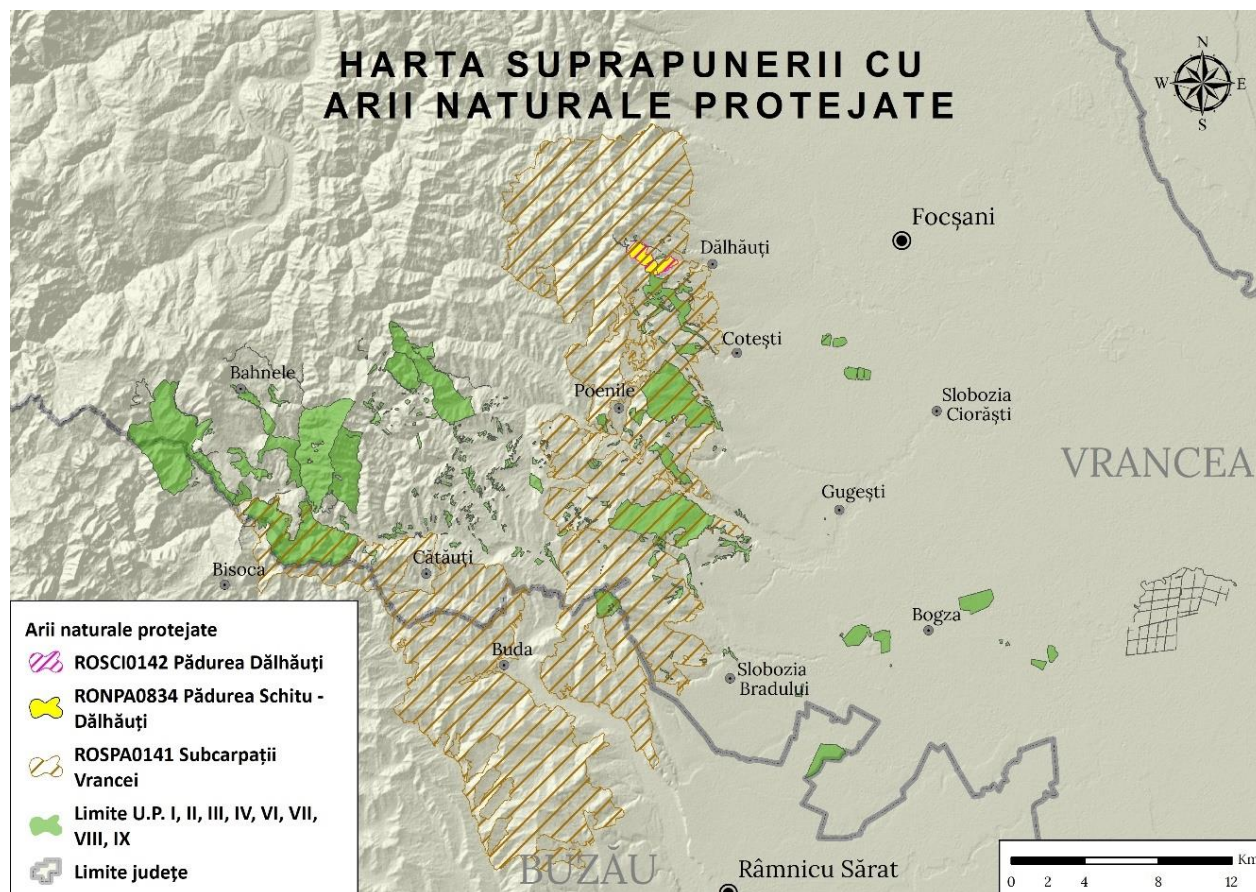 HARTA SUPRAPUNERII CU
ARII NATURALE PROTEJATE
N
W E
S
Focșani
Dălhăuți
Cotești
Bahnele
Poenile
Slobozia
Ciorăști
VRANCEA
Gugești
Bisoca
Cătăuți
Bogza
Buda
Slobozia
Bradului
BUZĂU
Râmnicu Sărat
Arii naturale protejate
ROSCI0142 Pădurea Dălhăuți
RONPA0834 Pădurea Schitu -
Dălhăuți
ROSPA0141 Subcarpații
Vrancei
Limite U.P. I, II, III, IV, VI, VII,
VIII, IX
Limite județe
Km
0 2 4 8 12